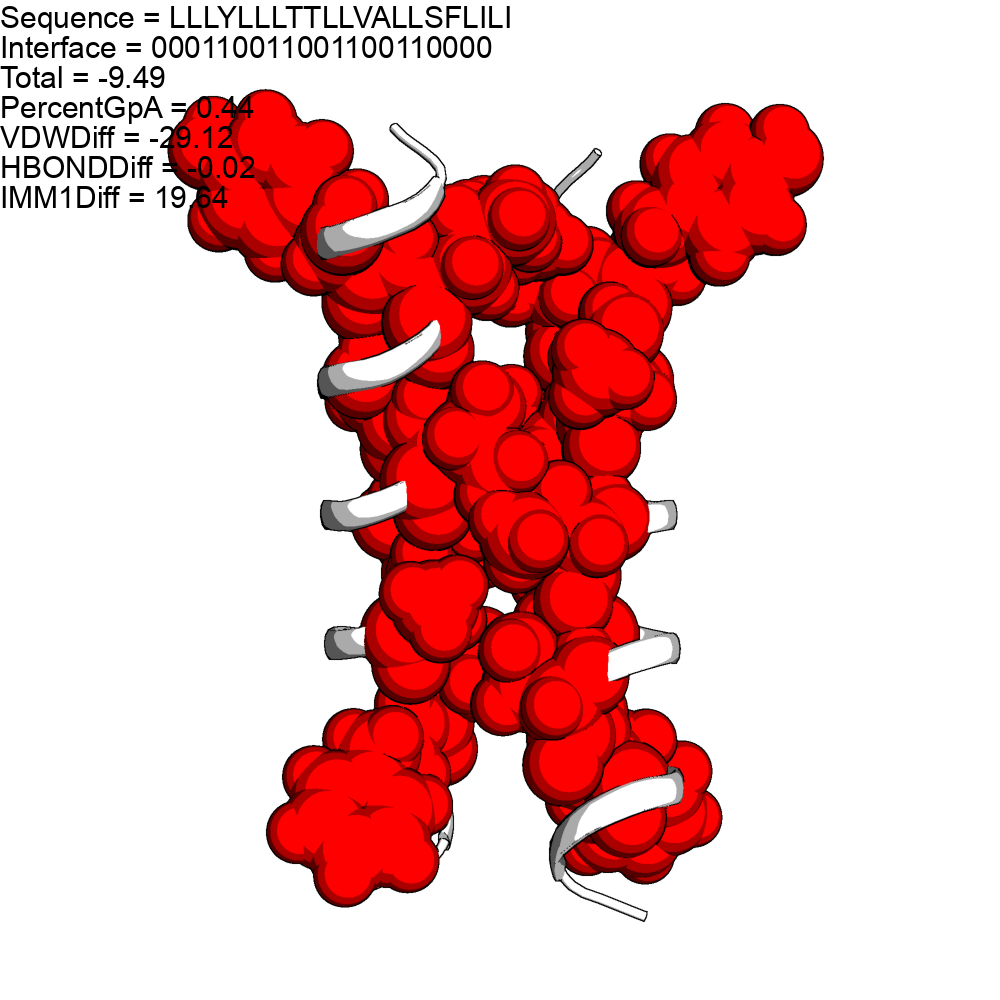 Sequence = LLLYLLLTTLLVALLSFLILI
Interface = 000110011001100110000
Total = -9.49
PercentGpA = 0.44
VDWDiff = -29.12
HBONDDiff = -0.02
IMM1Diff = 19.64